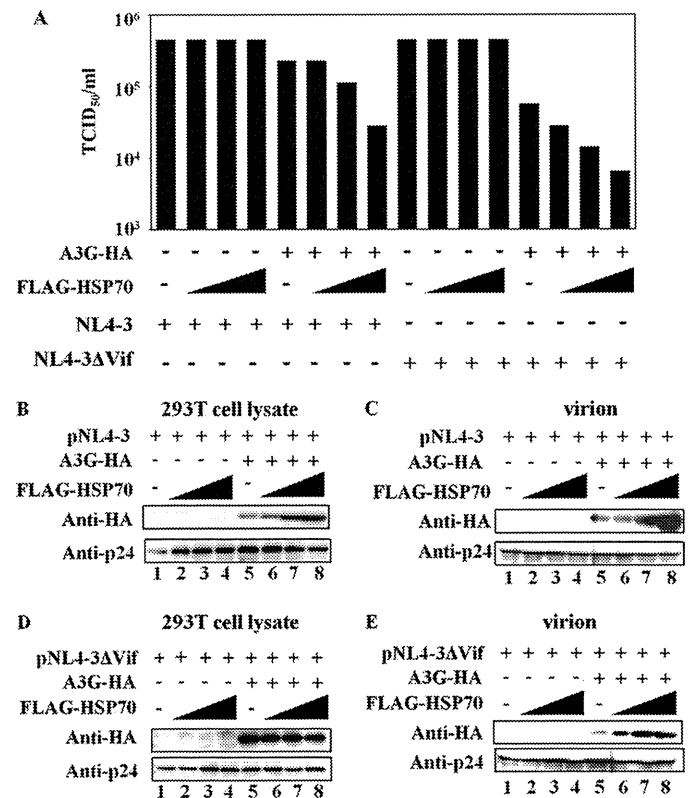 A
10⁶
10⁵
10⁴
10³
TCID₅₀/ml
A3G-HA - - - - + + + + - - - - + + + +
FLAG-HSP70 - - - -
NL4-3 + + + + + + + + - - - - - - - -
NL4-3ΔVif - - - - - - - - + + + + + + + +
B 293T cell lysate
pNL4-3 + + + + + + + +
A3G-HA - - - - + + + +
FLAG-HSP70 - -
Anti-HA
Anti-p24
1 2 3 4 5 6 7 8
C virion
pNL4-3 + + + + + + + +
A3G-HA - - - - + + + +
FLAG-HSP70 - -
Anti-HA
Anti-p24
1 2 3 4 5 6 7 8
D 293T cell lysate
pNL4-3ΔVif + + + + + + + +
A3G-HA - - - - + + + +
FLAG-HSP70 - -
Anti-HA
Anti-p24
1 2 3 4 5 6 7 8
E virion
pNL4-3ΔVif + + + + + + + +
A3G-HA - - - - + + + +
FLAG-HSP70 - -
Anti-HA
Anti-p24
1 2 3 4 5 6 7 8